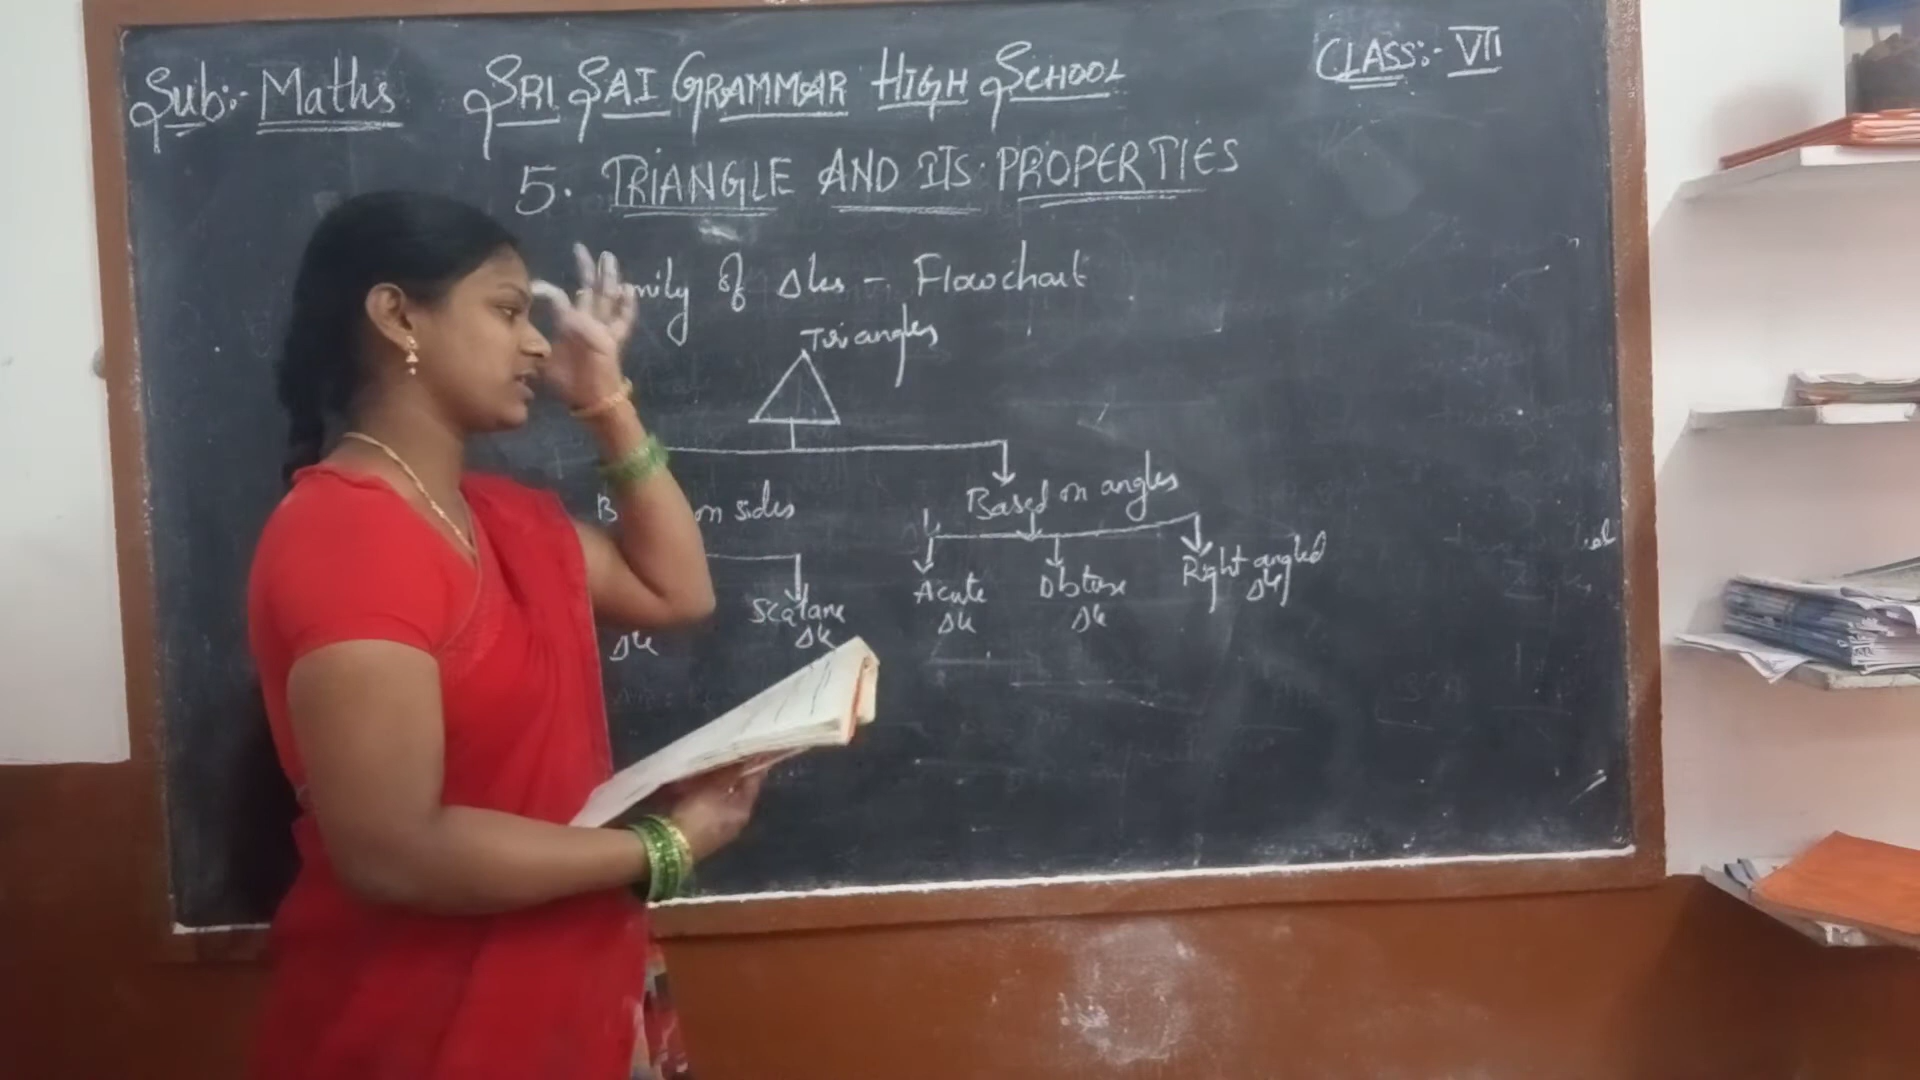 Sub:- Maths SRI SAI GRAMMAR HIGH SCHOOL CLASS:- VII
5. TRIANGLE AND ITS PROPERTIES
of Δles - Flowchart
Triangles
on sides Based on angles
Scalane Δle Acute Δle Obtuse Δle Right angled Δle
Δle